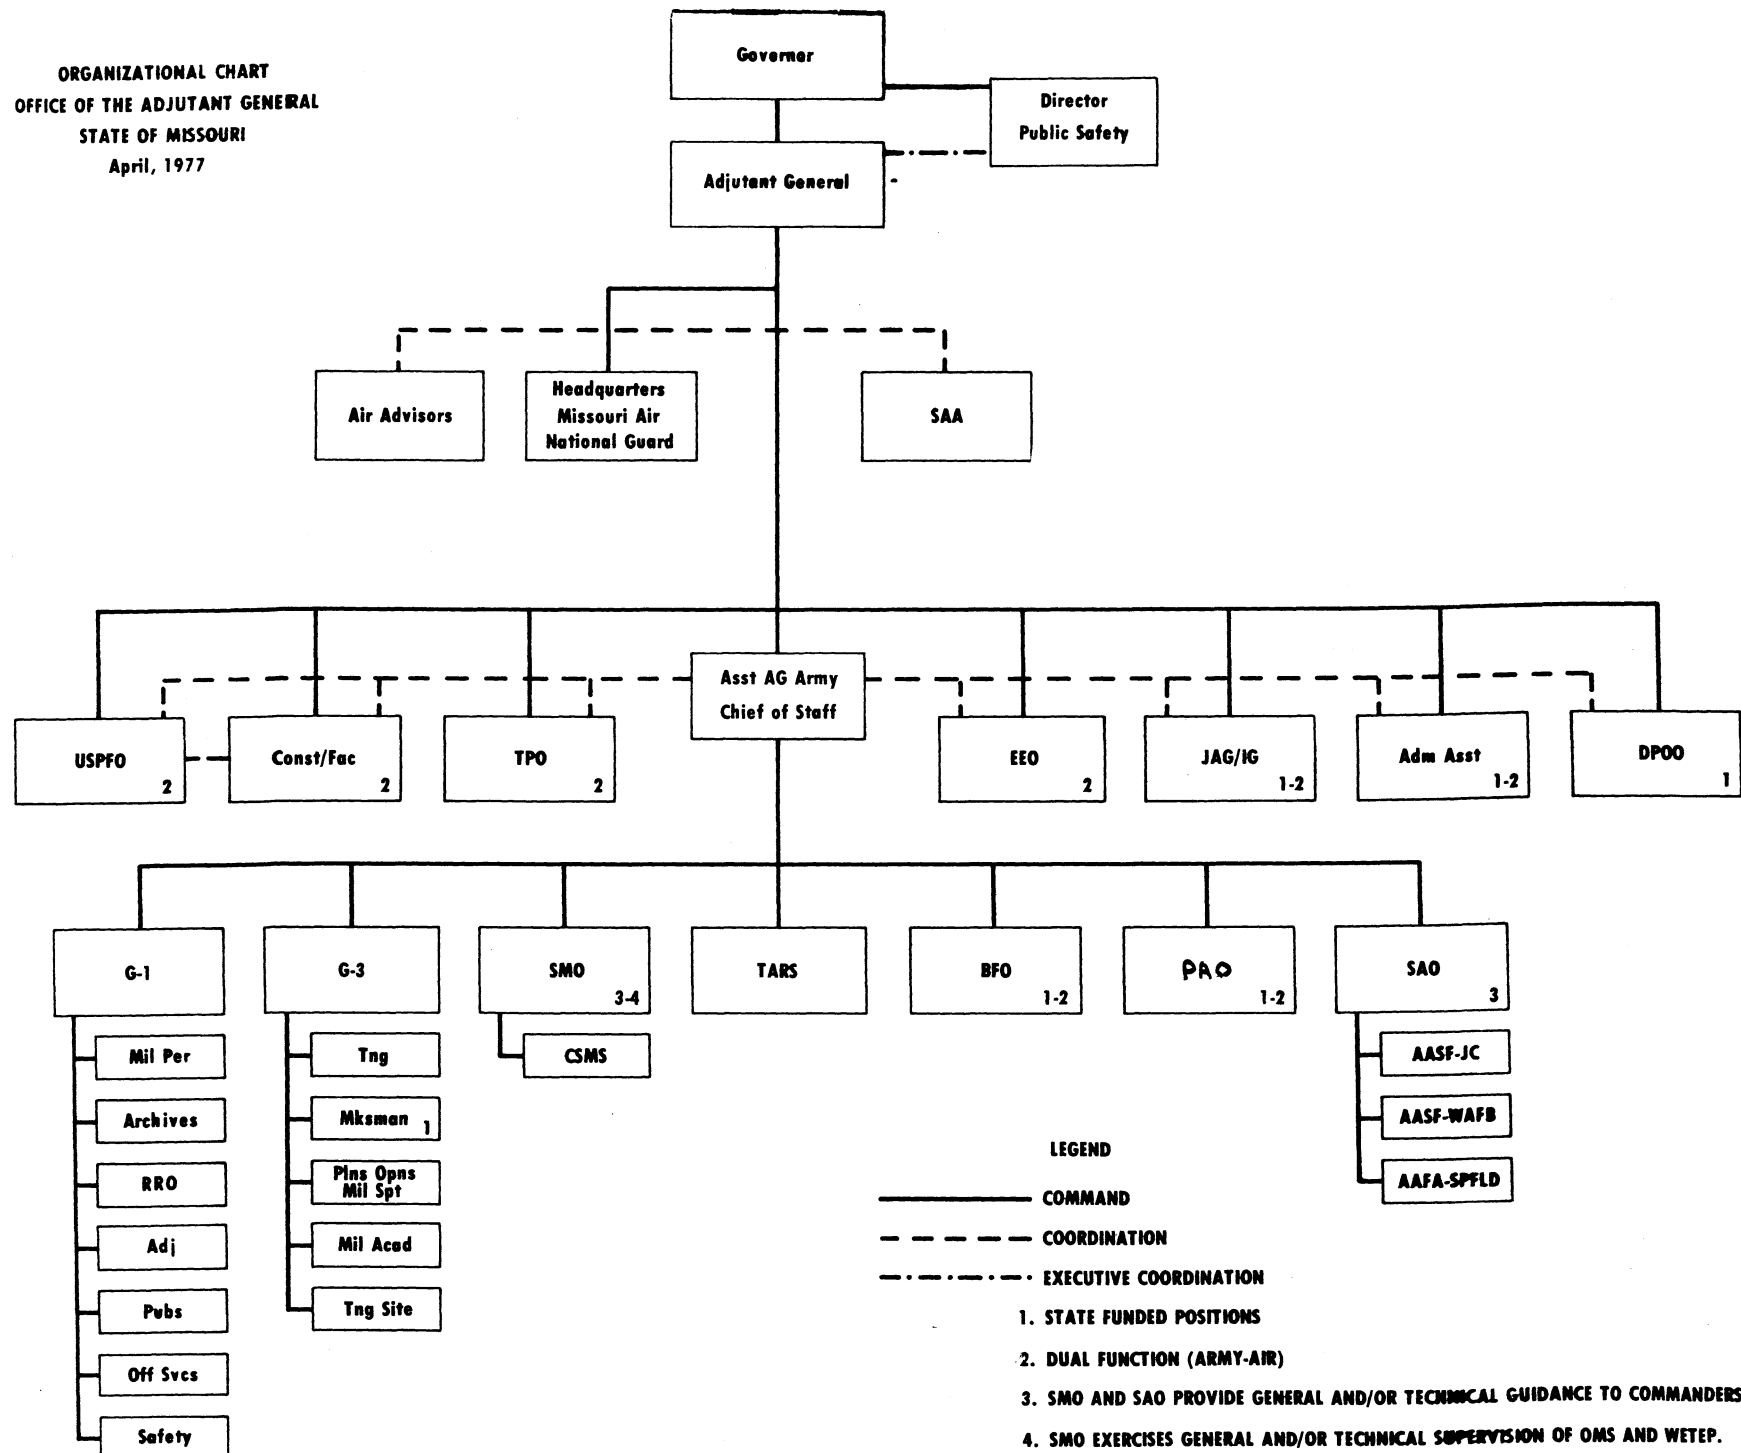 ORGANIZATIONAL CHART
OFFICE OF THE ADJUTANT GENERAL
STATE OF MISSOURI
April, 1977
Governor
Director
Public Safety
Adjutant General
Air Advisors
Headquarters
Missouri Air
National Guard
SAA
Asst AG Army
Chief of Staff
USPFO
2
Const/Fac
2
TPO
2
EEO
2
JAG/IG
1-2
Adm Asst
1-2
DPOO
1
G-1
G-3
SMO
3-4
TARS
BFO
1-2
PAO
1-2
SAO
3
Mil Per
Archives
RRO
Adj
Pubs
Off Svcs
Safety
Tng
Mksman 1
Plns Opns
Mil Spt
Mil Acad
Tng Site
CSMS
AASF-JC
AASF-WAFB
AAFA-SPFLD
LEGEND
COMMAND
COORDINATION
EXECUTIVE COORDINATION
1. STATE FUNDED POSITIONS
2. DUAL FUNCTION (ARMY-AIR)
3. SMO AND SAO PROVIDE GENERAL AND/OR TECHNICAL GUIDANCE TO COMMANDERS
4. SMO EXERCISES GENERAL AND/OR TECHNICAL SUPERVISION OF OMS AND WETEP.